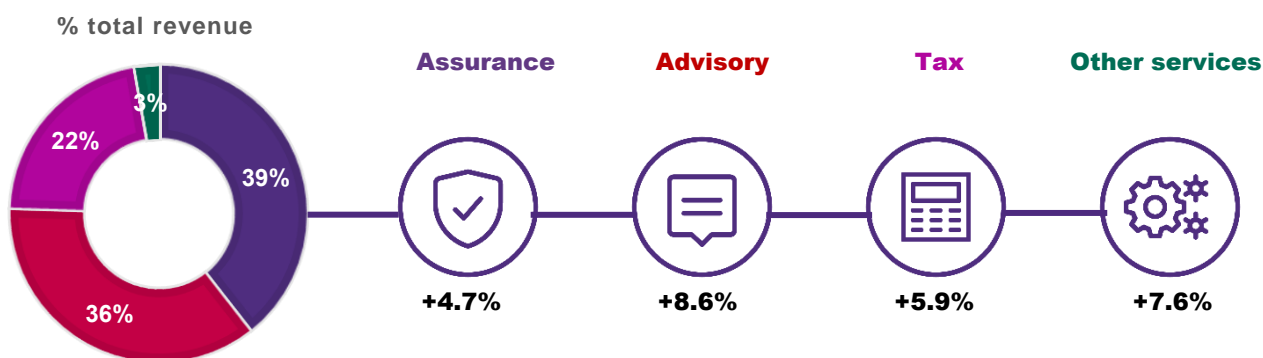 % total revenue
3%
22%
39%
36%
Assurance
Advisory
Tax
Other services
+4.7%
+8.6%
+5.9%
+7.6%